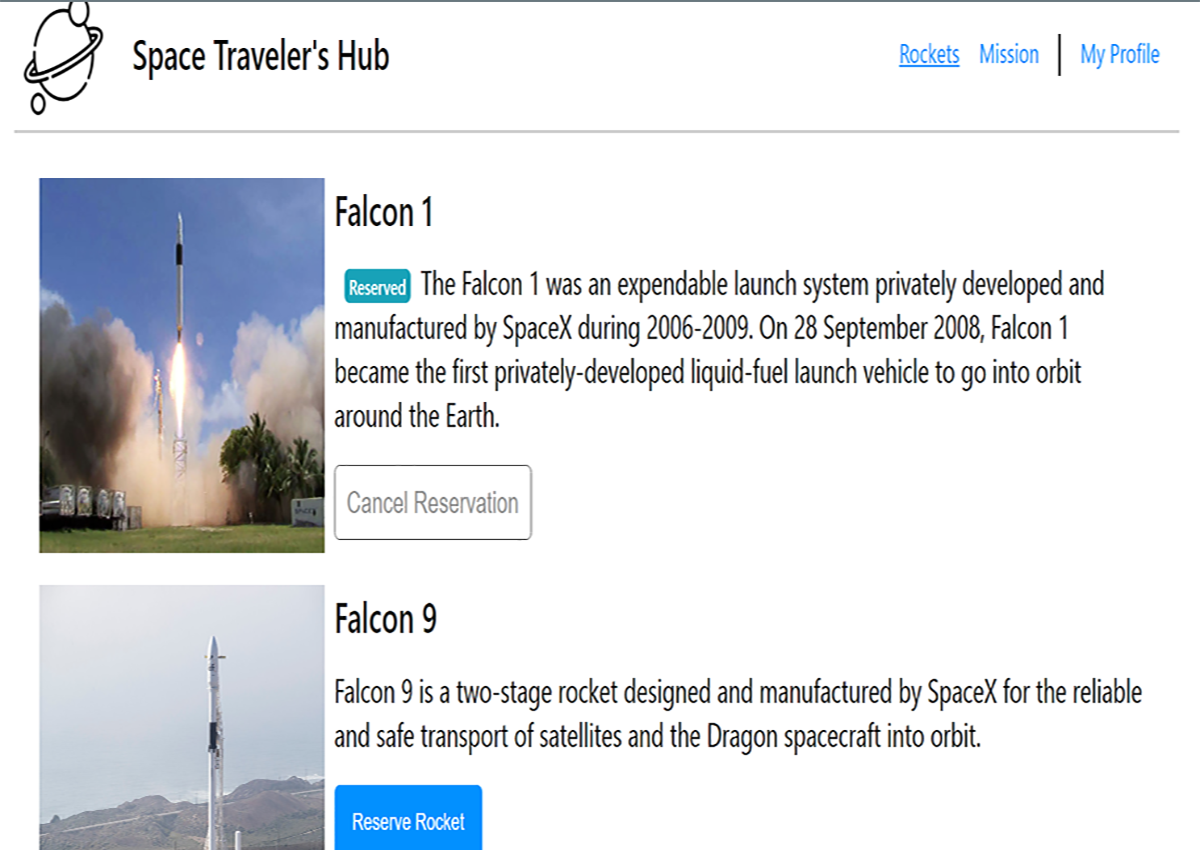 Space Traveler's Hub
Rockets Mission | My Profile
Falcon 1
Reserved The Falcon 1 was an expendable launch system privately developed and
manufactured by SpaceX during 2006-2009. On 28 September 2008, Falcon 1
became the first privately-developed liquid-fuel launch vehicle to go into orbit
around the Earth.
Cancel Reservation
Falcon 9
Falcon 9 is a two-stage rocket designed and manufactured by SpaceX for the reliable
and safe transport of satellites and the Dragon spacecraft into orbit.
Reserve Rocket